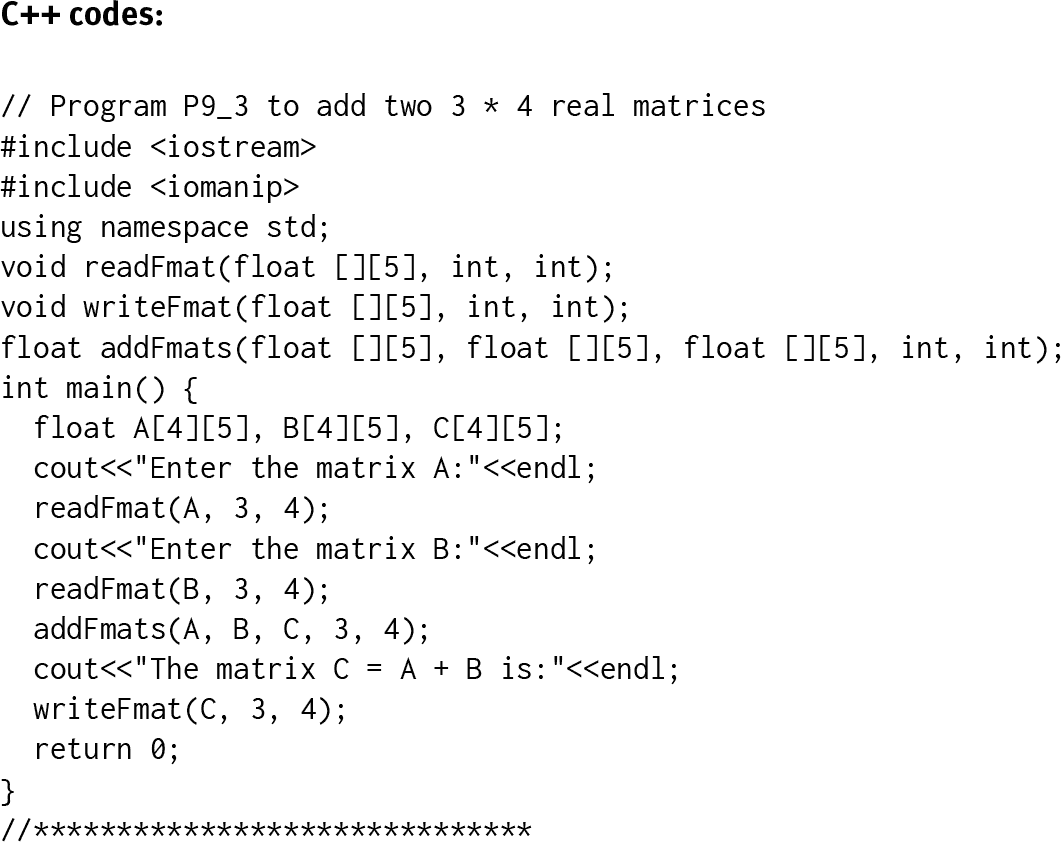 C++ codes:
// Program P9_3 to add two 3 * 4 real matrices
#include <iostream>
#include <iomanip>
using namespace std;
void readFmat(float [][5], int, int);
void writeFmat(float [][5], int, int);
float addFmats(float [][5], float [][5], float [][5], int, int);
int main() {
  float A[4][5], B[4][5], C[4][5];
  cout<<"Enter the matrix A:"<<endl;
  readFmat(A, 3, 4);
  cout<<"Enter the matrix B:"<<endl;
  readFmat(B, 3, 4);
  addFmats(A, B, C, 3, 4);
  cout<<"The matrix C = A + B is:"<<endl;
  writeFmat(C, 3, 4);
  return 0;
}
//******************************